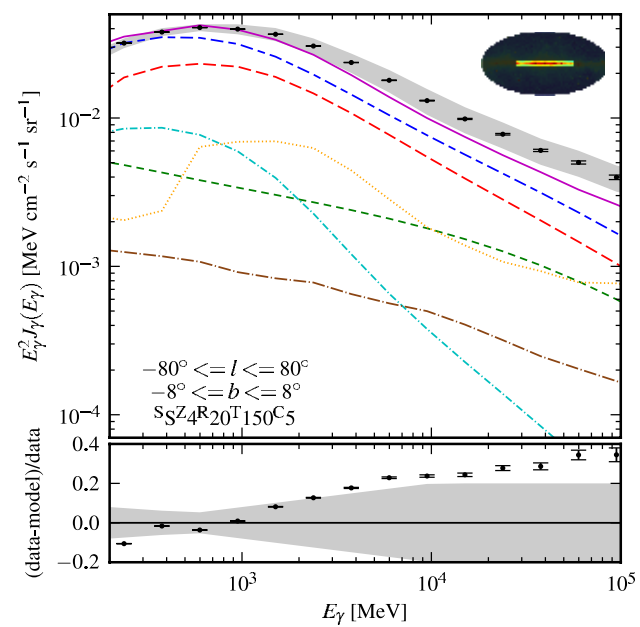 10⁻²
10⁻³
10⁻⁴
E²ᵧJᵧ(Eᵧ) [MeV cm⁻² s⁻¹ sr⁻¹]
−80° <= l <= 80°
−8° <= b <= 8°
ˢSᶻ4ᴿ20ᵀ150ᶜ5
0.4
0.2
0.0
−0.2
(data-model)/data
10³ 10⁴ 10⁵
Eᵧ [MeV]